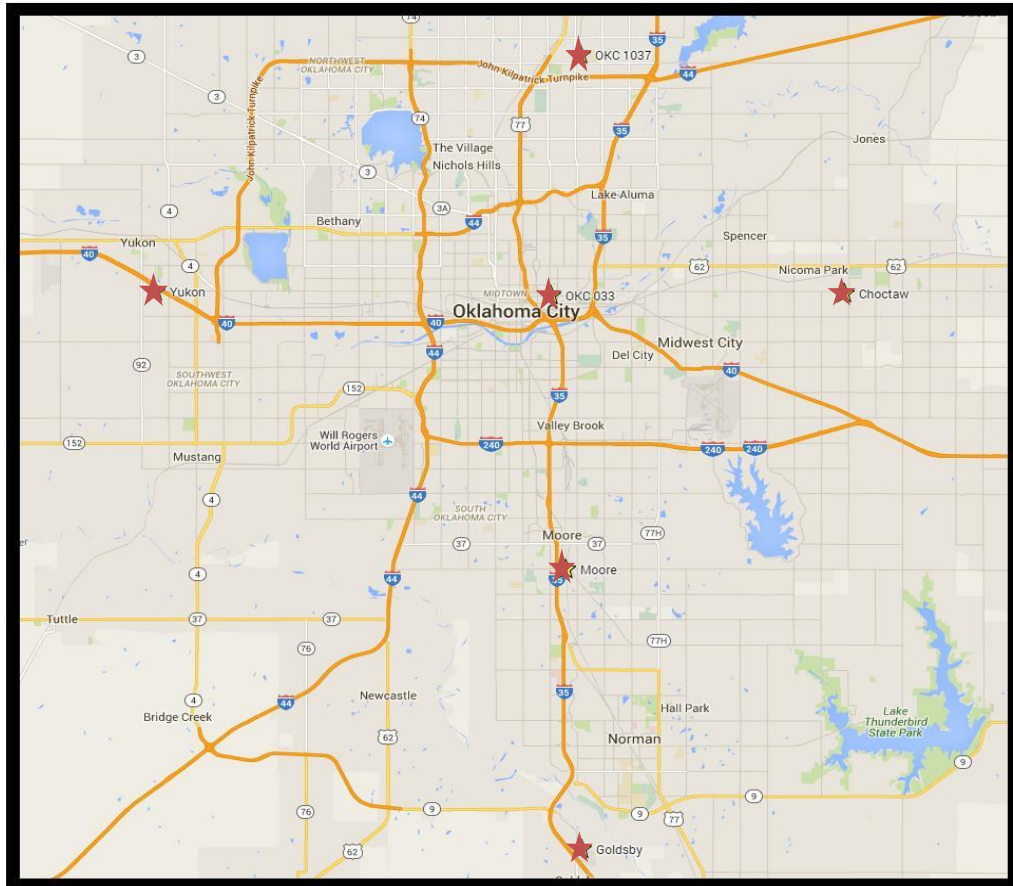 74
35
OKC 1037
3
NORTHWEST
OKLAHOMA CITY
John Kilpatrick Turnpike
44
John Kilpatrick Turnpike
3
77
74
35
The Village
Jones
Nichols Hills
3
Lake Aluma
3A
4
Bethany
44
35
Spencer
Yukon
40
4
62
Nicoma Park
62
Yukon
MIDTOWN
OKC 033
Choctaw
Oklahoma City
40
40
44
Midwest City
Del City
92
40
SOUTHWEST
OKLAHOMA CITY
152
35
Valley Brook
152
Will Rogers
World Airport
240
240
240
Mustang
44
4
SOUTH
OKLAHOMA CITY
77H
Moore
37
37
Moore
35
44
4
Tuttle
37
37
77H
76
44
4
Newcastle
35
Hall Park
Bridge Creek
Lake
Thunderbird
State Park
62
Norman
9
9
76
9
9
77
62
Goldsby